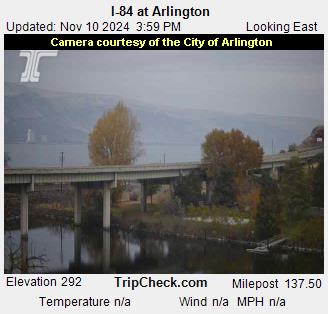 I-84 at Arlington
Updated: Nov 10 2024 3:59 PM Looking East
Camera courtesy of the City of Arlington
Elevation 292 TripCheck.com Milepost 137.50
Temperature n/a Wind n/a MPH n/a